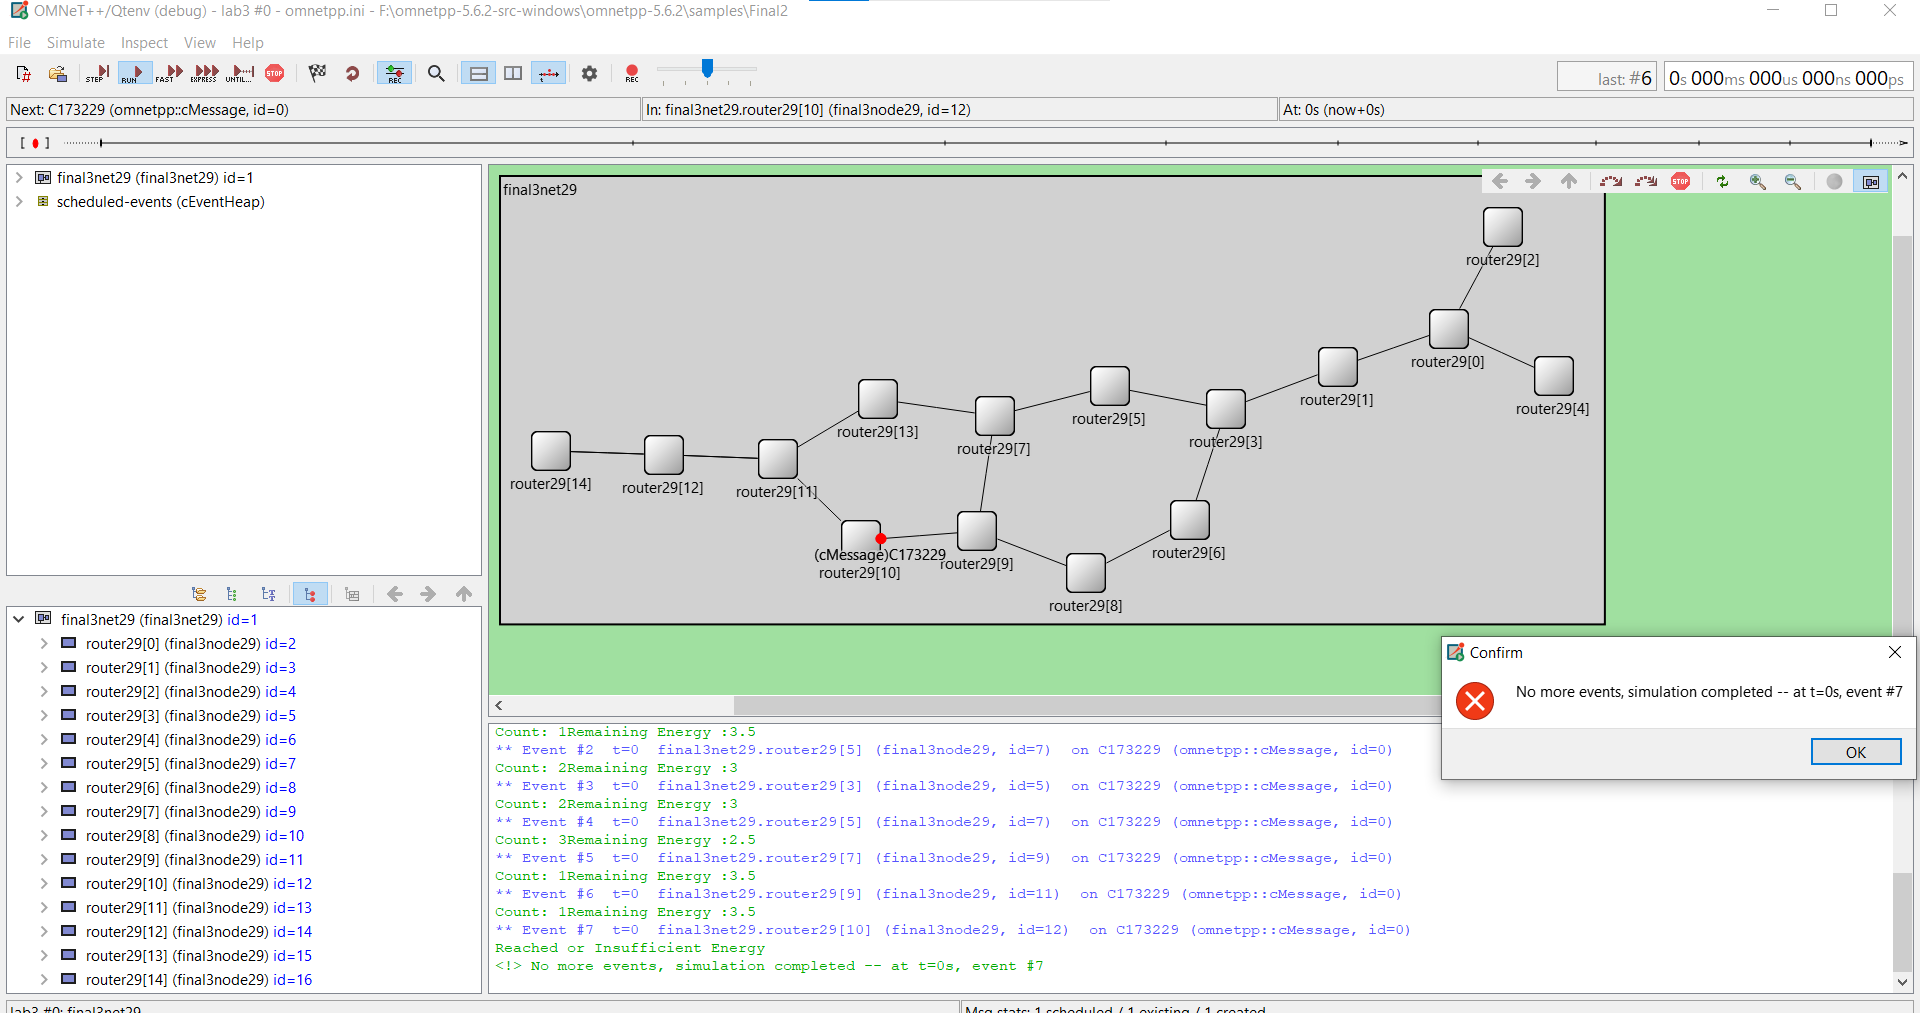 OMNeT++/Qtenv (debug) - lab3 #0 - omnetpp.ini - F:\omnetpp-5.6.2-src-windows\omnetpp-5.6.2\samples\Final2
File Simulate Inspect View Help
STEP RUN FAST EXPRESS UNTIL... STOP REC REC
last: #6 0s 000ms 000us 000ns 000ps
Next: C173229 (omnetpp::cMessage, id=0) In: final3net29.router29[10] (final3node29, id=12) At: 0s (now+0s)
final3net29 (final3net29) id=1
scheduled-events (cEventHeap)
final3net29 (final3net29) id=1
router29[0] (final3node29) id=2
router29[1] (final3node29) id=3
router29[2] (final3node29) id=4
router29[3] (final3node29) id=5
router29[4] (final3node29) id=6
router29[5] (final3node29) id=7
router29[6] (final3node29) id=8
router29[7] (final3node29) id=9
router29[8] (final3node29) id=10
router29[9] (final3node29) id=11
router29[10] (final3node29) id=12
router29[11] (final3node29) id=13
router29[12] (final3node29) id=14
router29[13] (final3node29) id=15
router29[14] (final3node29) id=16
final3net29
STOP
router29[2]
router29[0]
router29[1]
router29[4]
router29[5]
router29[13]
router29[3]
router29[7]
router29[14]
router29[12]
router29[11]
(cMessage)C173229
router29[10]
router29[9]
router29[6]
router29[8]
Count: 1Remaining Energy :3.5
** Event #2 t=0 final3net29.router29[5] (final3node29, id=7) on C173229 (omnetpp::cMessage, id=0)
Count: 2Remaining Energy :3
** Event #3 t=0 final3net29.router29[3] (final3node29, id=5) on C173229 (omnetpp::cMessage, id=0)
Count: 2Remaining Energy :3
** Event #4 t=0 final3net29.router29[5] (final3node29, id=7) on C173229 (omnetpp::cMessage, id=0)
Count: 3Remaining Energy :2.5
** Event #5 t=0 final3net29.router29[7] (final3node29, id=9) on C173229 (omnetpp::cMessage, id=0)
Count: 1Remaining Energy :3.5
** Event #6 t=0 final3net29.router29[9] (final3node29, id=11) on C173229 (omnetpp::cMessage, id=0)
Count: 1Remaining Energy :3.5
** Event #7 t=0 final3net29.router29[10] (final3node29, id=12) on C173229 (omnetpp::cMessage, id=0)
Reached or Insufficient Energy
<!> No more events, simulation completed -- at t=0s, event #7
Confirm
No more events, simulation completed -- at t=0s, event #7
OK
lab3 #0: final3net29
Msg stats: 1 scheduled / 1 existing / 1 created